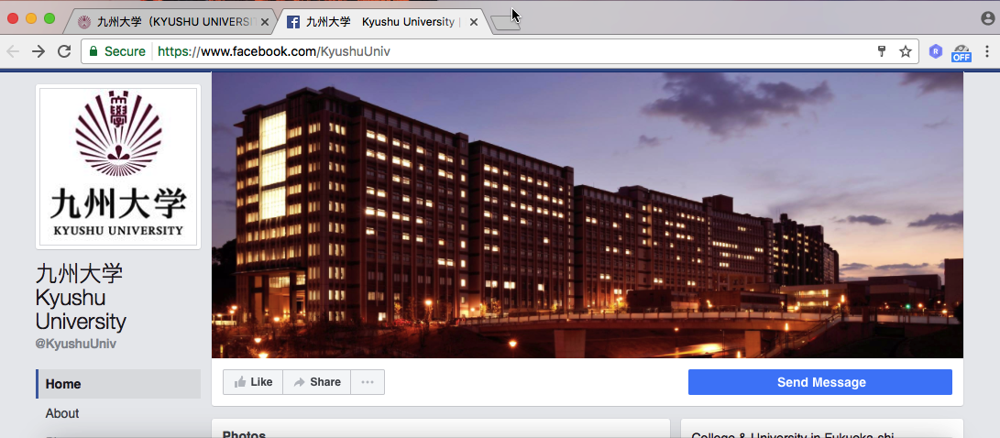 九州大学（KYUSHU UNIVERSI
九州大学 Kyushu University |
Secure
https://www.facebook.com/KyushuUniv
R
OFF
九州大学
KYUSHU UNIVERSITY
九州大学
Kyushu
University
@KyushuUniv
Like
Share
Send Message
Home
About
Photos
College & University in Fukuoka-shi